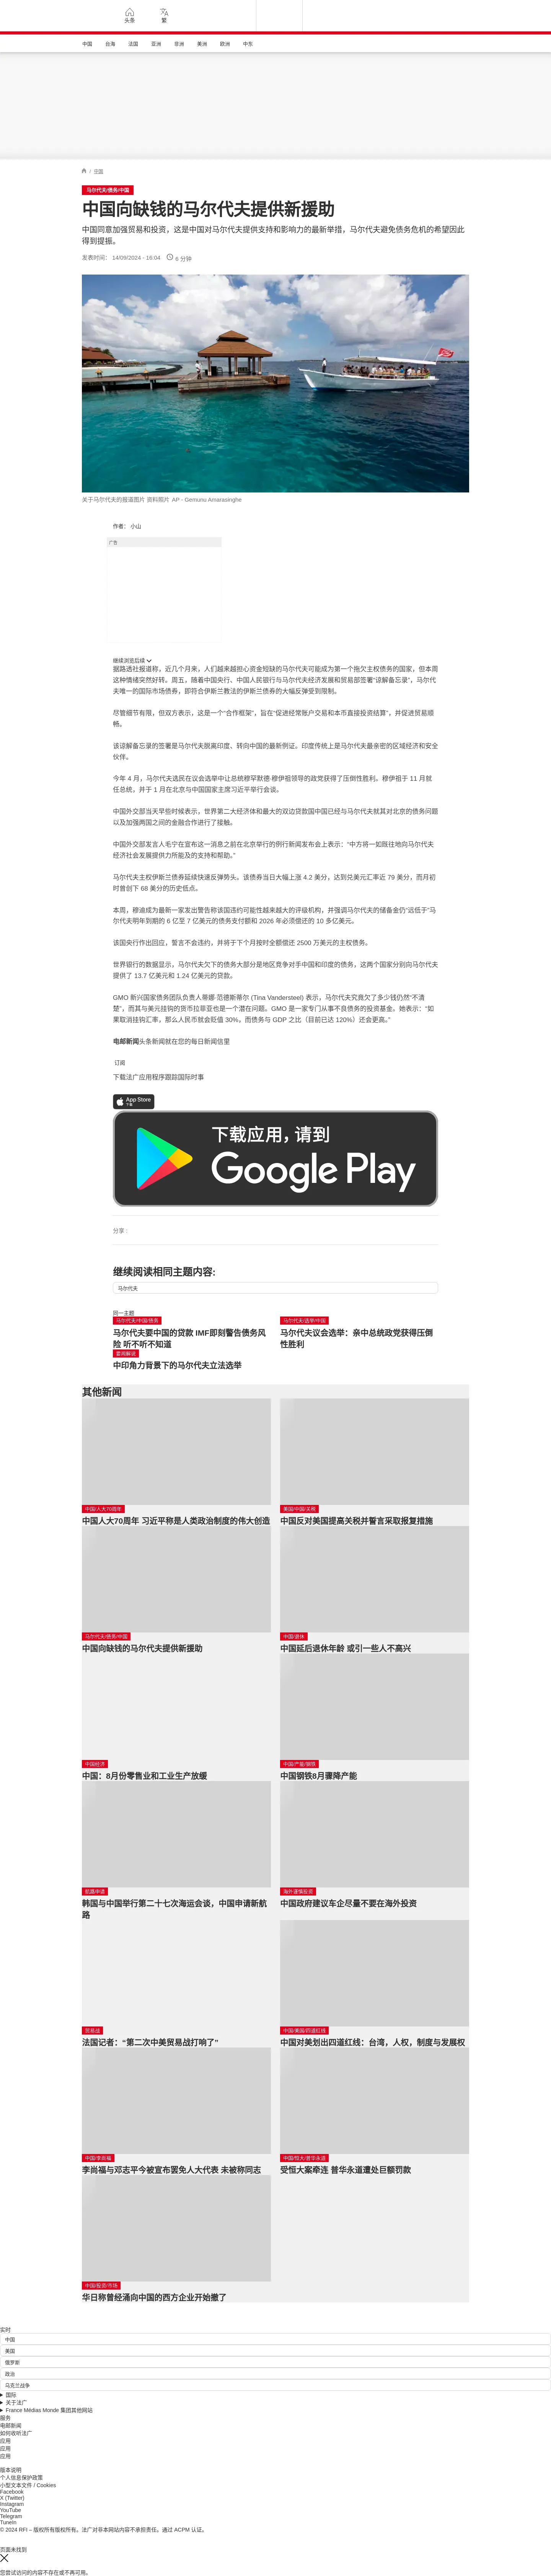 头条
繁
中国 台海 法国 亚洲 非洲 美洲 欧洲 中东
/ 中国
马尔代夫/债务/中国
中国向缺钱的马尔代夫提供新援助
中国同意加强贸易和投资，这是中国对马尔代夫提供支持和影响力的最新举措，马尔代夫避免债务危机的希望因此
得到提振。
发表时间： 14/09/2024 - 16:04 6 分钟
关于马尔代夫的报道图片 资料照片 AP - Gemunu Amarasinghe
作者： 小山
广告
继续浏览后续
据路透社报道称，近几个月来，人们越来越担心资金短缺的马尔代夫可能成为第一个拖欠主权债务的国家，但本周
这种情绪突然好转。周五，随着中国央行、中国人民银行与马尔代夫经济发展和贸易部签署“谅解备忘录”，马尔代
夫唯一的国际市场债券，即符合伊斯兰教法的伊斯兰债券的大幅反弹受到限制。
尽管细节有限，但双方表示，这是一个“合作框架”，旨在“促进经常账户交易和本币直接投资结算”，并促进贸易顺
畅。
该谅解备忘录的签署是马尔代夫脱离印度、转向中国的最新例证。印度传统上是马尔代夫最亲密的区域经济和安全
伙伴。
今年 4 月，马尔代夫选民在议会选举中让总统穆罕默德·穆伊祖领导的政党获得了压倒性胜利。穆伊祖于 11 月就
任总统，并于 1 月在北京与中国国家主席习近平举行会谈。
中国外交部当天早些时候表示，世界第二大经济体和最大的双边贷款国中国已经与马尔代夫就其对北京的债务问题
以及加强两国之间的金融合作进行了接触。
中国外交部发言人毛宁在宣布这一消息之前在北京举行的例行新闻发布会上表示：“中方将一如既往地向马尔代夫
经济社会发展提供力所能及的支持和帮助。”
马尔代夫主权伊斯兰债券延续快速反弹势头。该债券当日大幅上涨 4.2 美分，达到兑美元汇率近 79 美分，而月初
时曾创下 68 美分的历史低点。
本周，穆迪成为最新一家发出警告称该国违约可能性越来越大的评级机构，并强调马尔代夫的储备金仍“远低于”马
尔代夫明年到期的 6 亿至 7 亿美元的债务支付额和 2026 年必须偿还的 10 多亿美元。
该国央行作出回应，誓言不会违约，并将于下个月按时全额偿还 2500 万美元的主权债务。
世界银行的数据显示，马尔代夫欠下的债务大部分是地区竞争对手中国和印度的债务，这两个国家分别向马尔代夫
提供了 13.7 亿美元和 1.24 亿美元的贷款。
GMO 新兴国家债务团队负责人蒂娜·范德斯蒂尔 (Tina Vandersteel) 表示，马尔代夫究竟欠了多少钱仍然“不清
楚”，而其与美元挂钩的货币拉菲亚也是一个潜在问题。GMO 是一家专门从事不良债务的投资基金。她表示：“如
果取消挂钩汇率，那么人民币就会贬值 30%，而债务与 GDP 之比（目前已达 120%）还会更高。”
电邮新闻头条新闻就在您的每日新闻信里
订阅
下载法广应用程序跟踪国际时事
App Store
下载
下载应用，请到
Google Play
分享 :
继续阅读相同主题内容:
马尔代夫
同一主题
马尔代夫/中国/债务
马尔代夫要中国的贷款 IMF即刻警告债务风
险 听不听不知道
马尔代夫/选举/中国
马尔代夫议会选举：亲中总统政党获得压倒
性胜利
要闻解说
中印角力背景下的马尔代夫立法选举
其他新闻
中国/人大70周年
中国人大70周年 习近平称是人类政治制度的伟大创造
美国/中国/关税
中国反对美国提高关税并誓言采取报复措施
马尔代夫/债务/中国
中国向缺钱的马尔代夫提供新援助
中国/退休
中国延后退休年龄 或引一些人不高兴
中国经济
中国：8月份零售业和工业生产放缓
中国/产能/钢铁
中国钢铁8月骤降产能
航路申请
韩国与中国举行第二十七次海运会谈，中国申请新航
路
海外谨慎投资
中国政府建议车企尽量不要在海外投资
贸易战
法国记者：“第二次中美贸易战打响了”
中国/美国/四道红线
中国对美划出四道红线：台湾，人权，制度与发展权
中国/李尚福
李尚福与邓志平今被宣布罢免人大代表 未被称同志
中国/恒大/普华永道
受恒大案牵连 普华永道遭处巨额罚款
中国/投资/市场
华日称曾经涌向中国的西方企业开始撤了
实时
中国
美国
俄罗斯
政治
乌克兰战争
国际
关于法广
France Médias Monde 集团其他网站
服务
电邮新闻
如何收听法广
应用
应用
应用
版本说明
个人信息保护政策
小型文本文件 / Cookies
Facebook
X (Twitter)
Instagram
YouTube
Telegram
TuneIn
© 2024 RFI – 版权所有版权所有。法广对非本网站内容不承担责任。通过 ACPM 认证。
页面未找到
您尝试访问的内容不存在或不再可用。